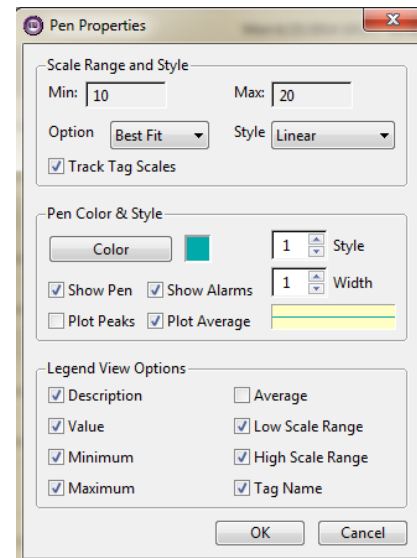 Pen Properties
Scale Range and Style
Min: 10 Max: 20
Option Best Fit Style Linear
Track Tag Scales
Pen Color & Style
Color 1 Style
Show Pen Show Alarms 1 Width
Plot Peaks Plot Average
Legend View Options
Description Average
Value Low Scale Range
Minimum High Scale Range
Maximum Tag Name
OK Cancel